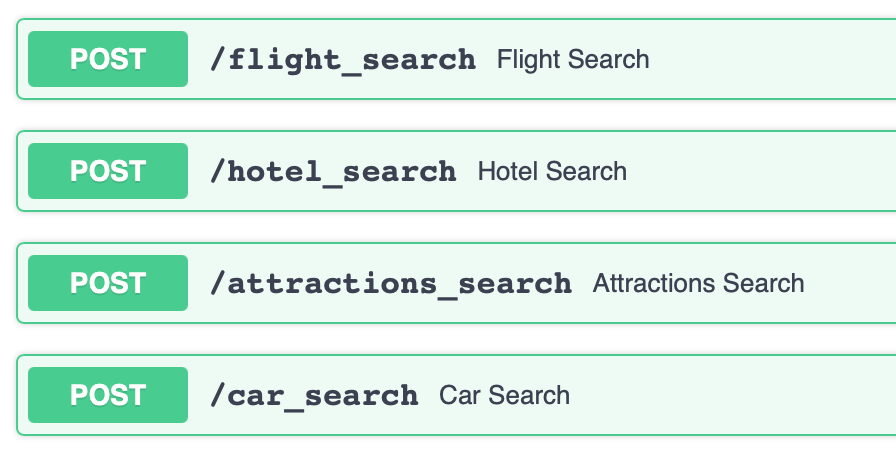 POST /flight_search Flight Search
POST /hotel_search Hotel Search
POST /attractions_search Attractions Search
POST /car_search Car Search